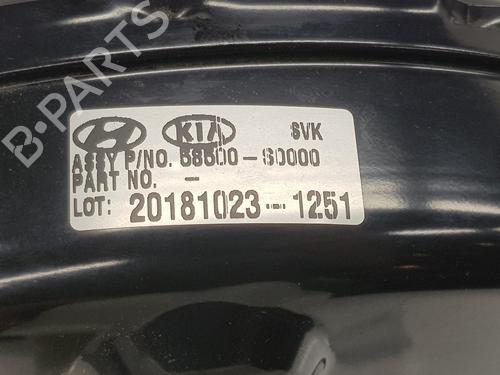 KIA SVK
ASSY P/NO. 58500-S0000
PART NO. -
LOT: 20181023-1251
B-PARTS